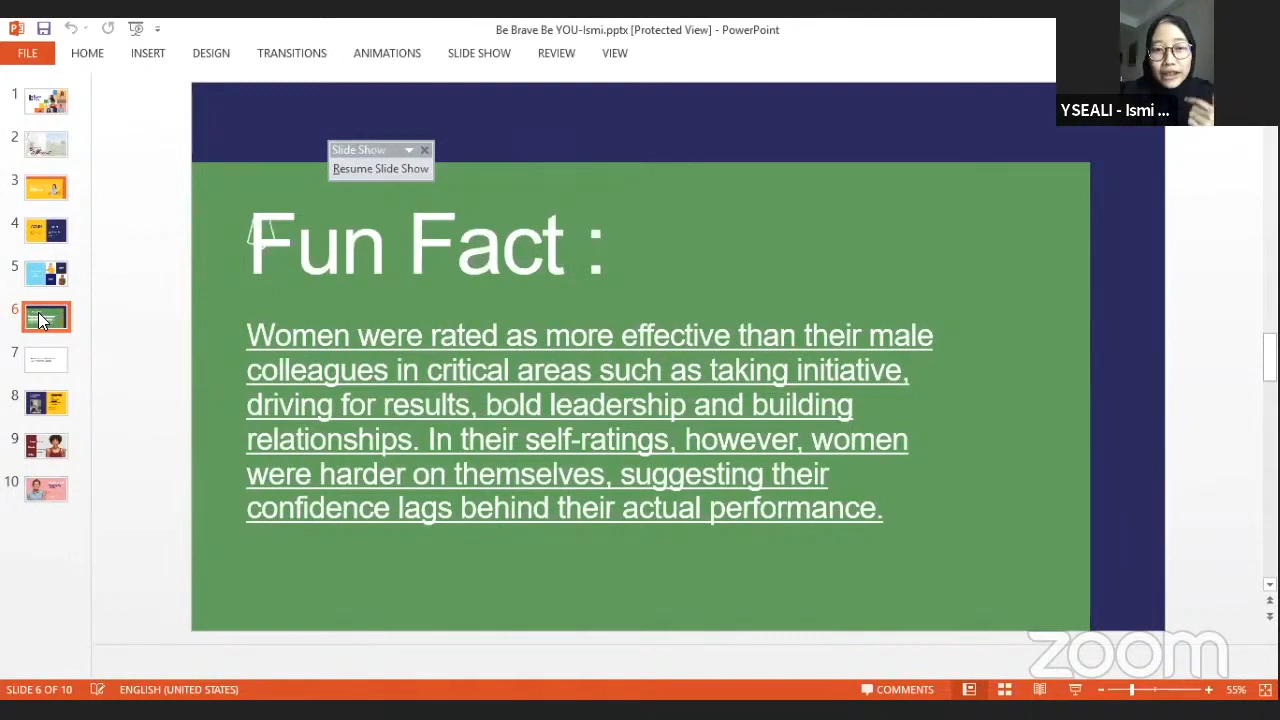 Be Brave Be YOU-Ismi.pptx [Protected View] - PowerPoint
FILE HOME INSERT DESIGN TRANSITIONS ANIMATIONS SLIDE SHOW REVIEW VIEW
YSEALI - Ismi ...
1
2
3
4
5
6
7
8
9
10
Slide Show
Resume Slide Show
Fun Fact :
Women were rated as more effective than their male
colleagues in critical areas such as taking initiative,
driving for results, bold leadership and building
relationships. In their self-ratings, however, women
were harder on themselves, suggesting their
confidence lags behind their actual performance.
zoom
SLIDE 6 OF 10 ENGLISH (UNITED STATES) COMMENTS 55%